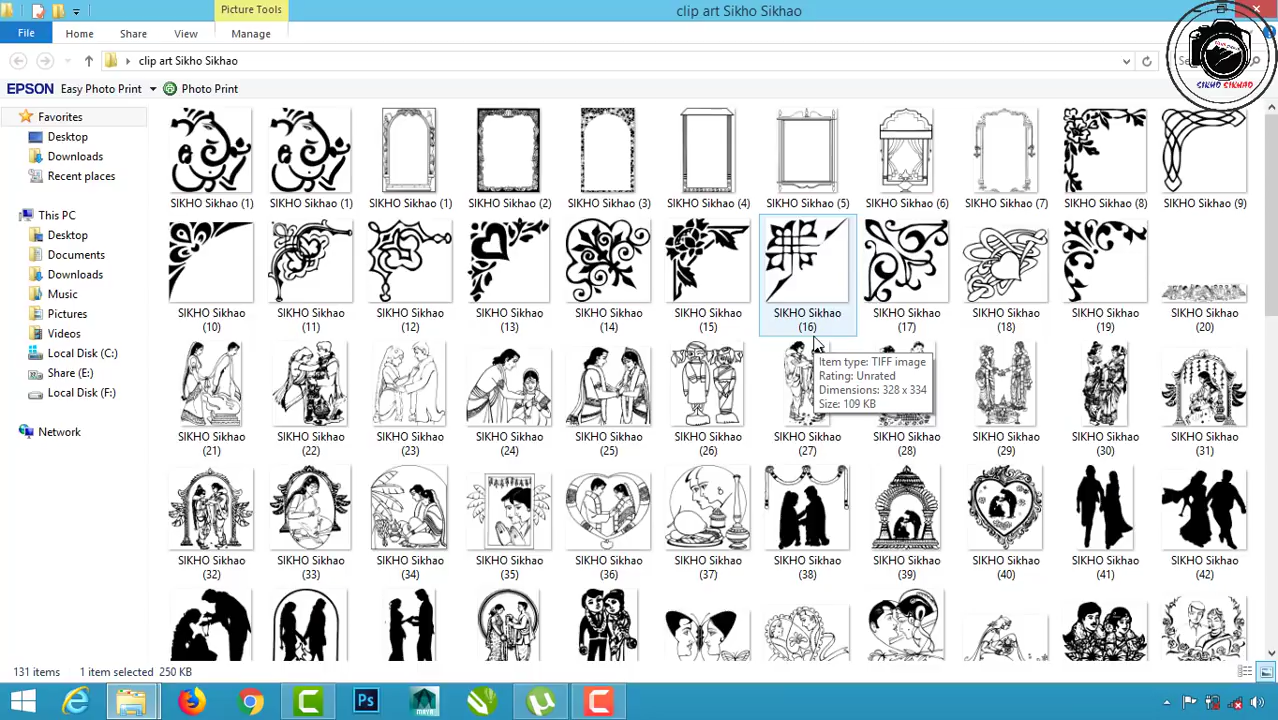 Picture Tools
clip art Sikho Sikhao
File Home Share View Manage
clip art Sikho Sikhao
EPSON Easy Photo Print Photo Print
SIKHO SIKHAO
Favorites
Desktop
Downloads
Recent places
This PC
Desktop
Documents
Downloads
Music
Pictures
Videos
Local Disk (C:)
Share (E:)
Local Disk (F:)
Network
SIKHO Sikhao (1) SIKHO Sikhao (1) SIKHO Sikhao (1) SIKHO Sikhao (2) SIKHO Sikhao (3) SIKHO Sikhao (4) SIKHO Sikhao (5) SIKHO Sikhao (6) SIKHO Sikhao (7) SIKHO Sikhao (8) SIKHO Sikhao (9)
SIKHO Sikhao SIKHO Sikhao SIKHO Sikhao SIKHO Sikhao SIKHO Sikhao SIKHO Sikhao SIKHO Sikhao SIKHO Sikhao SIKHO Sikhao SIKHO Sikhao SIKHO Sikhao
(10) (11) (12) (13) (14) (15) (16) (17) (18) (19) (20)
Item type: TIFF image
Rating: Unrated
Dimensions: 328 x 334
Size: 109 KB
SIKHO Sikhao SIKHO Sikhao SIKHO Sikhao SIKHO Sikhao SIKHO Sikhao SIKHO Sikhao SIKHO Sikhao SIKHO Sikhao SIKHO Sikhao SIKHO Sikhao SIKHO Sikhao
(21) (22) (23) (24) (25) (26) (27) (28) (29) (30) (31)
SIKHO Sikhao SIKHO Sikhao SIKHO Sikhao SIKHO Sikhao SIKHO Sikhao SIKHO Sikhao SIKHO Sikhao SIKHO Sikhao SIKHO Sikhao SIKHO Sikhao SIKHO Sikhao
(32) (33) (34) (35) (36) (37) (38) (39) (40) (41) (42)
131 items 1 item selected 250 KB
Ps
MAYA